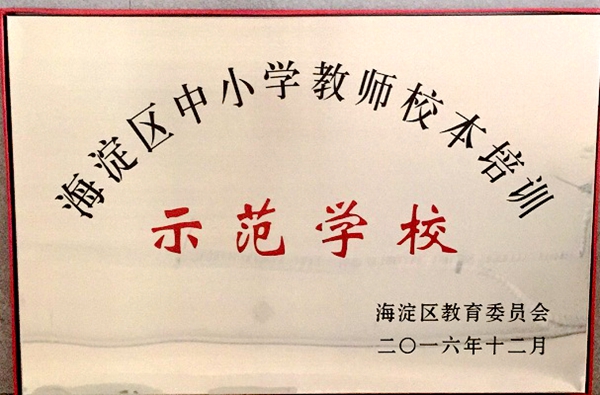 海淀区中小学教师校本培训
示范学校
海淀区教育委员会
二〇一六年十二月